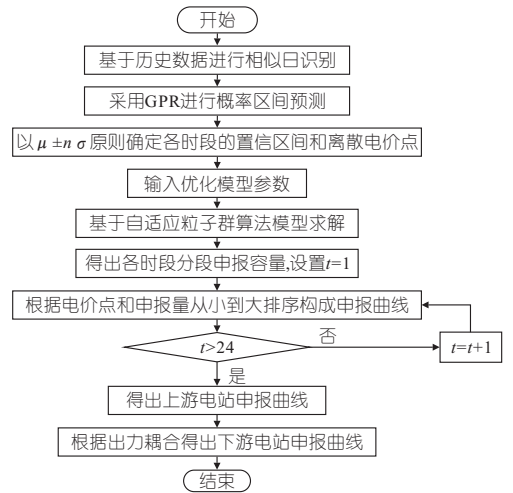 开始
基于历史数据进行相似日识别
采用GPR进行概率区间预测
以 μ ±n σ 原则确定各时段的置信区间和离散电价点
输入优化模型参数
基于自适应粒子群算法模型求解
得出各时段分段申报容量,设置t=1
根据电价点和申报量从小到大排序构成申报曲线
t>24
否
t=t+1
是
得出上游电站申报曲线
根据出力耦合得出下游电站申报曲线
结束